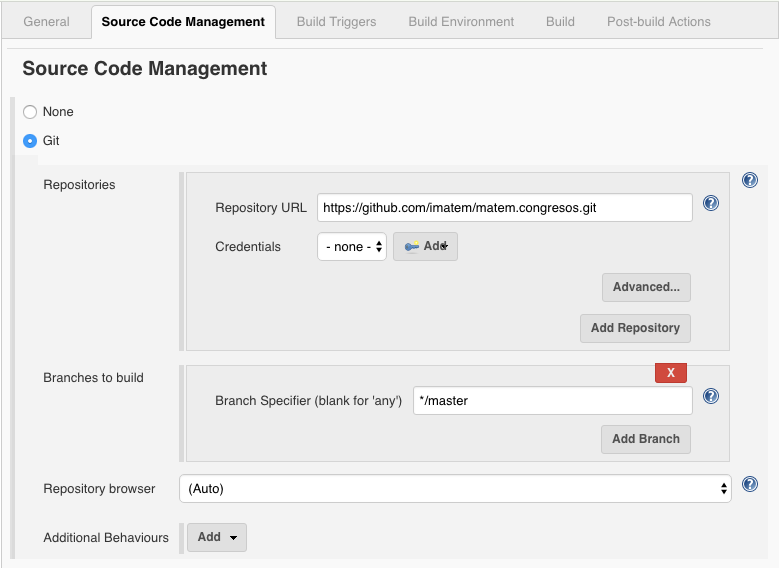 General Source Code Management Build Triggers Build Environment Build Post-build Actions
Source Code Management
None
Git
Repositories
Repository URL https://github.com/imatem/matem.congresos.git
Credentials - none - Add
Advanced...
Add Repository
Branches to build
X
Branch Specifier (blank for 'any') */master
Add Branch
Repository browser (Auto)
Additional Behaviours Add